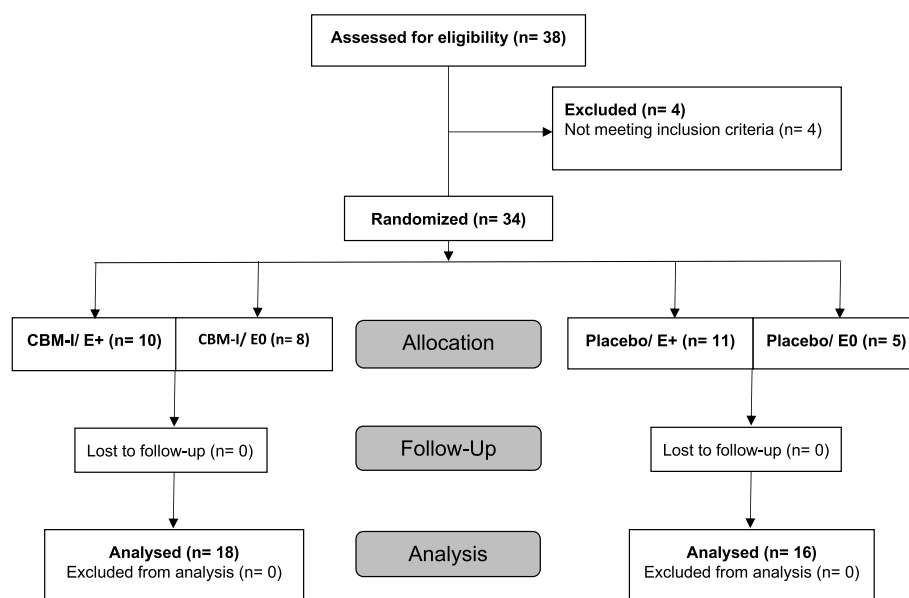 Assessed for eligibility (n= 38)
Excluded (n= 4)
Not meeting inclusion criteria (n= 4)
Randomized (n= 34)
CBM-I/ E+ (n= 10)
CBM-I/ E0 (n= 8)
Allocation
Placebo/ E+ (n= 11)
Placebo/ E0 (n= 5)
Lost to follow-up (n= 0)
Follow-Up
Lost to follow-up (n= 0)
Analysed (n= 18)
Excluded from analysis (n= 0)
Analysis
Analysed (n= 16)
Excluded from analysis (n= 0)